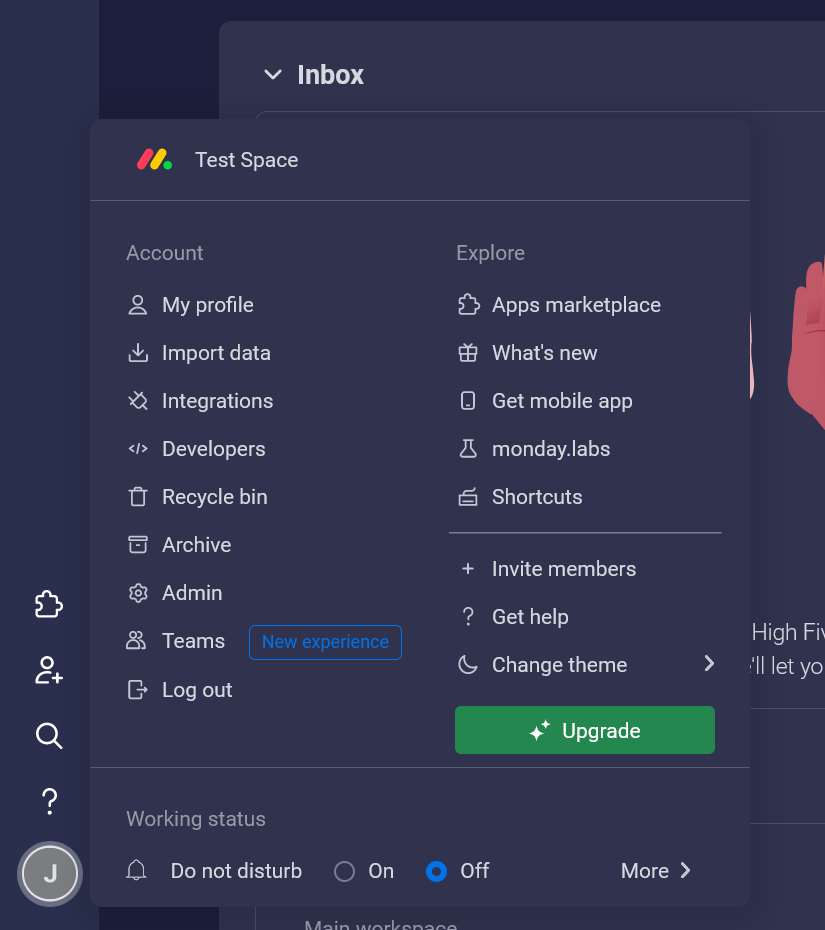 Inbox
Test Space
Account
My profile
Import data
Integrations
Developers
Recycle bin
Archive
Admin
Teams New experience
Log out
Explore
Apps marketplace
What's new
Get mobile app
monday.labs
Shortcuts
Invite members
Get help
Change theme
Upgrade
High Fiv
'll let yo
Working status
Do not disturb On Off More
J
Main workspace